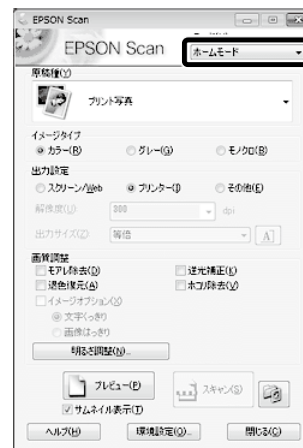 EPSON Scan
EPSON Scan
ホームモード
原稿種(Y)
プリント写真
イメージタイプ
カラー(R) グレー(G) モノクロ(B)
出力設定
スクリーン/Web プリンター(I) その他(E)
解像度(U) 300 dpi
出力サイズ(Z) 等倍
画質調整
モアレ除去(D) 逆光補正(K)
退色復元(A) ホコリ除去(V)
イメージオプション(X)
文字くっきり
画像はっきり
明るさ調整(N)...
プレビュー(P) スキャン(S)
サムネイル表示(T)
ヘルプ(H) 環境設定(O)... 閉じる(C)